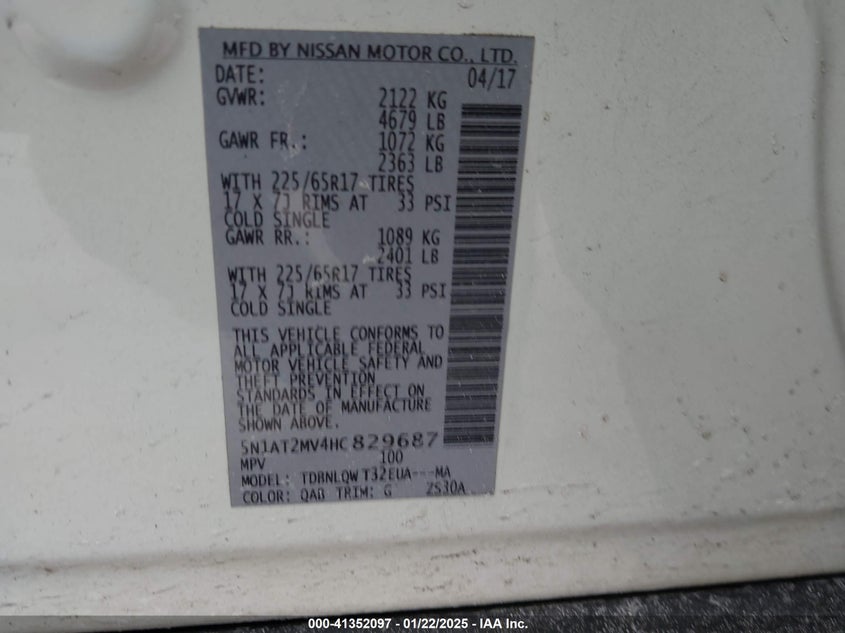 MFD BY NISSAN MOTOR CO., LTD.
DATE: 04/17
GVWR: 2122 KG
4679 LB
GAWR FR.: 1072 KG
2363 LB
WITH 225/65R17 TIRES
17 X 7J RIMS AT 33 PSI
COLD SINGLE
GAWR RR.: 1089 KG
2401 LB
WITH 225/65R17 TIRES
17 X 7J RIMS AT 33 PSI
COLD SINGLE
THIS VEHICLE CONFORMS TO
ALL APPLICABLE FEDERAL
MOTOR VEHICLE SAFETY AND
THEFT PREVENTION
STANDARDS IN EFFECT ON
THE DATE OF MANUFACTURE
SHOWN ABOVE.
5N1AT2MV4HC829687
MPV 100
MODEL: TDBNLQW T32EUA---MA
COLOR: QAB TRIM: G ZS30A
000-41352097 - 01/22/2025 - IAA Inc.